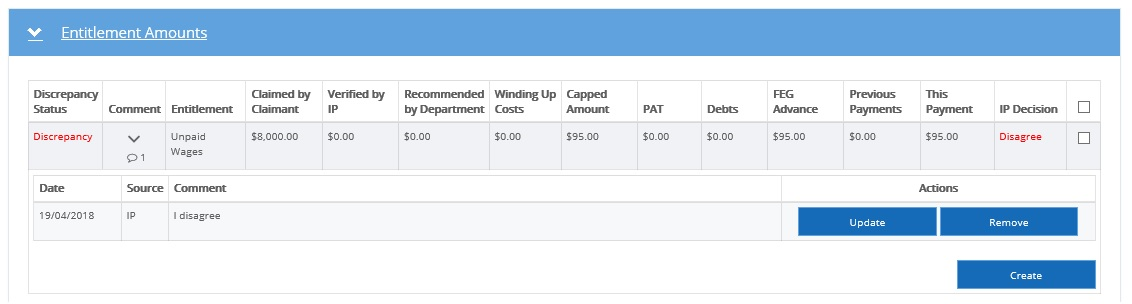 Entitlement Amounts
Discrepancy Status Comment Entitlement Claimed by Claimant Verified by IP Recommended by Department Winding Up Costs Capped Amount PAT Debts FEG Advance Previous Payments This Payment IP Decision
Discrepancy 1 Unpaid Wages $8,000.00 $0.00 $0.00 $0.00 $95.00 $0.00 $0.00 $95.00 $0.00 $95.00 Disagree
Date Source Comment Actions
19/04/2018 IP I disagree Update Remove
Create